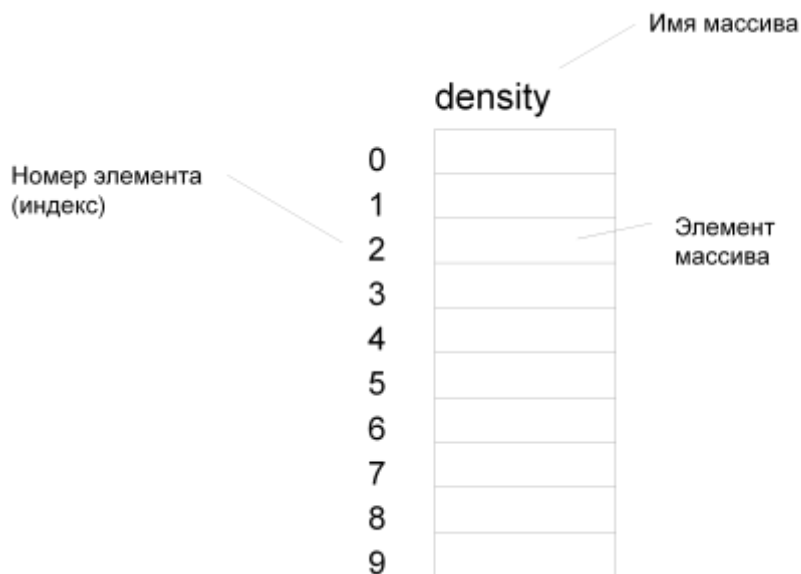 Имя массива
density
0
Номер элемента
(индекс)
1
2
Элемент
массива
3
4
5
6
7
8
9